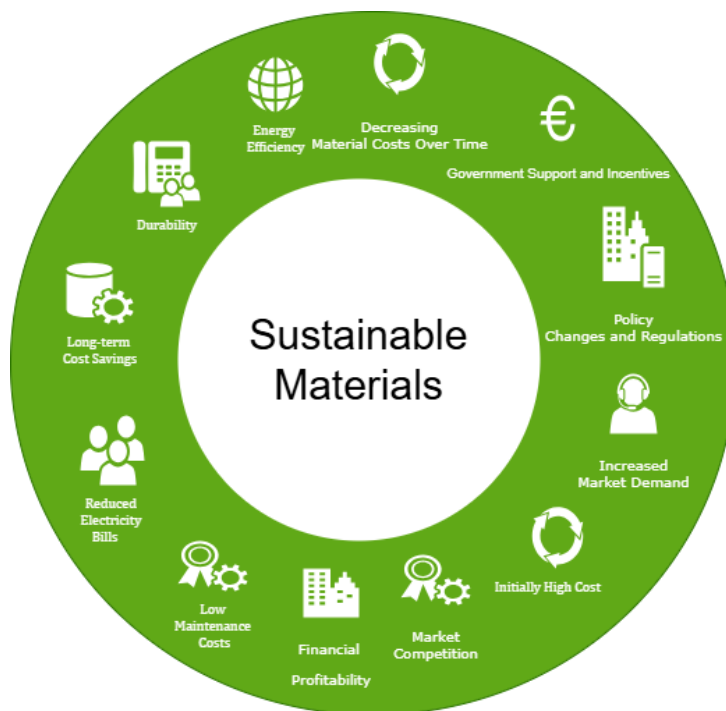 Sustainable
Materials
Energy
Efficiency
Decreasing
Material Costs Over Time
€
Government Support and Incentives
Policy
Changes and Regulations
Increased
Market Demand
Initially High Cost
Market
Competition
Financial
Profitability
Low
Maintenance
Costs
Reduced
Electricity
Bills
Long-term
Cost Savings
Durability